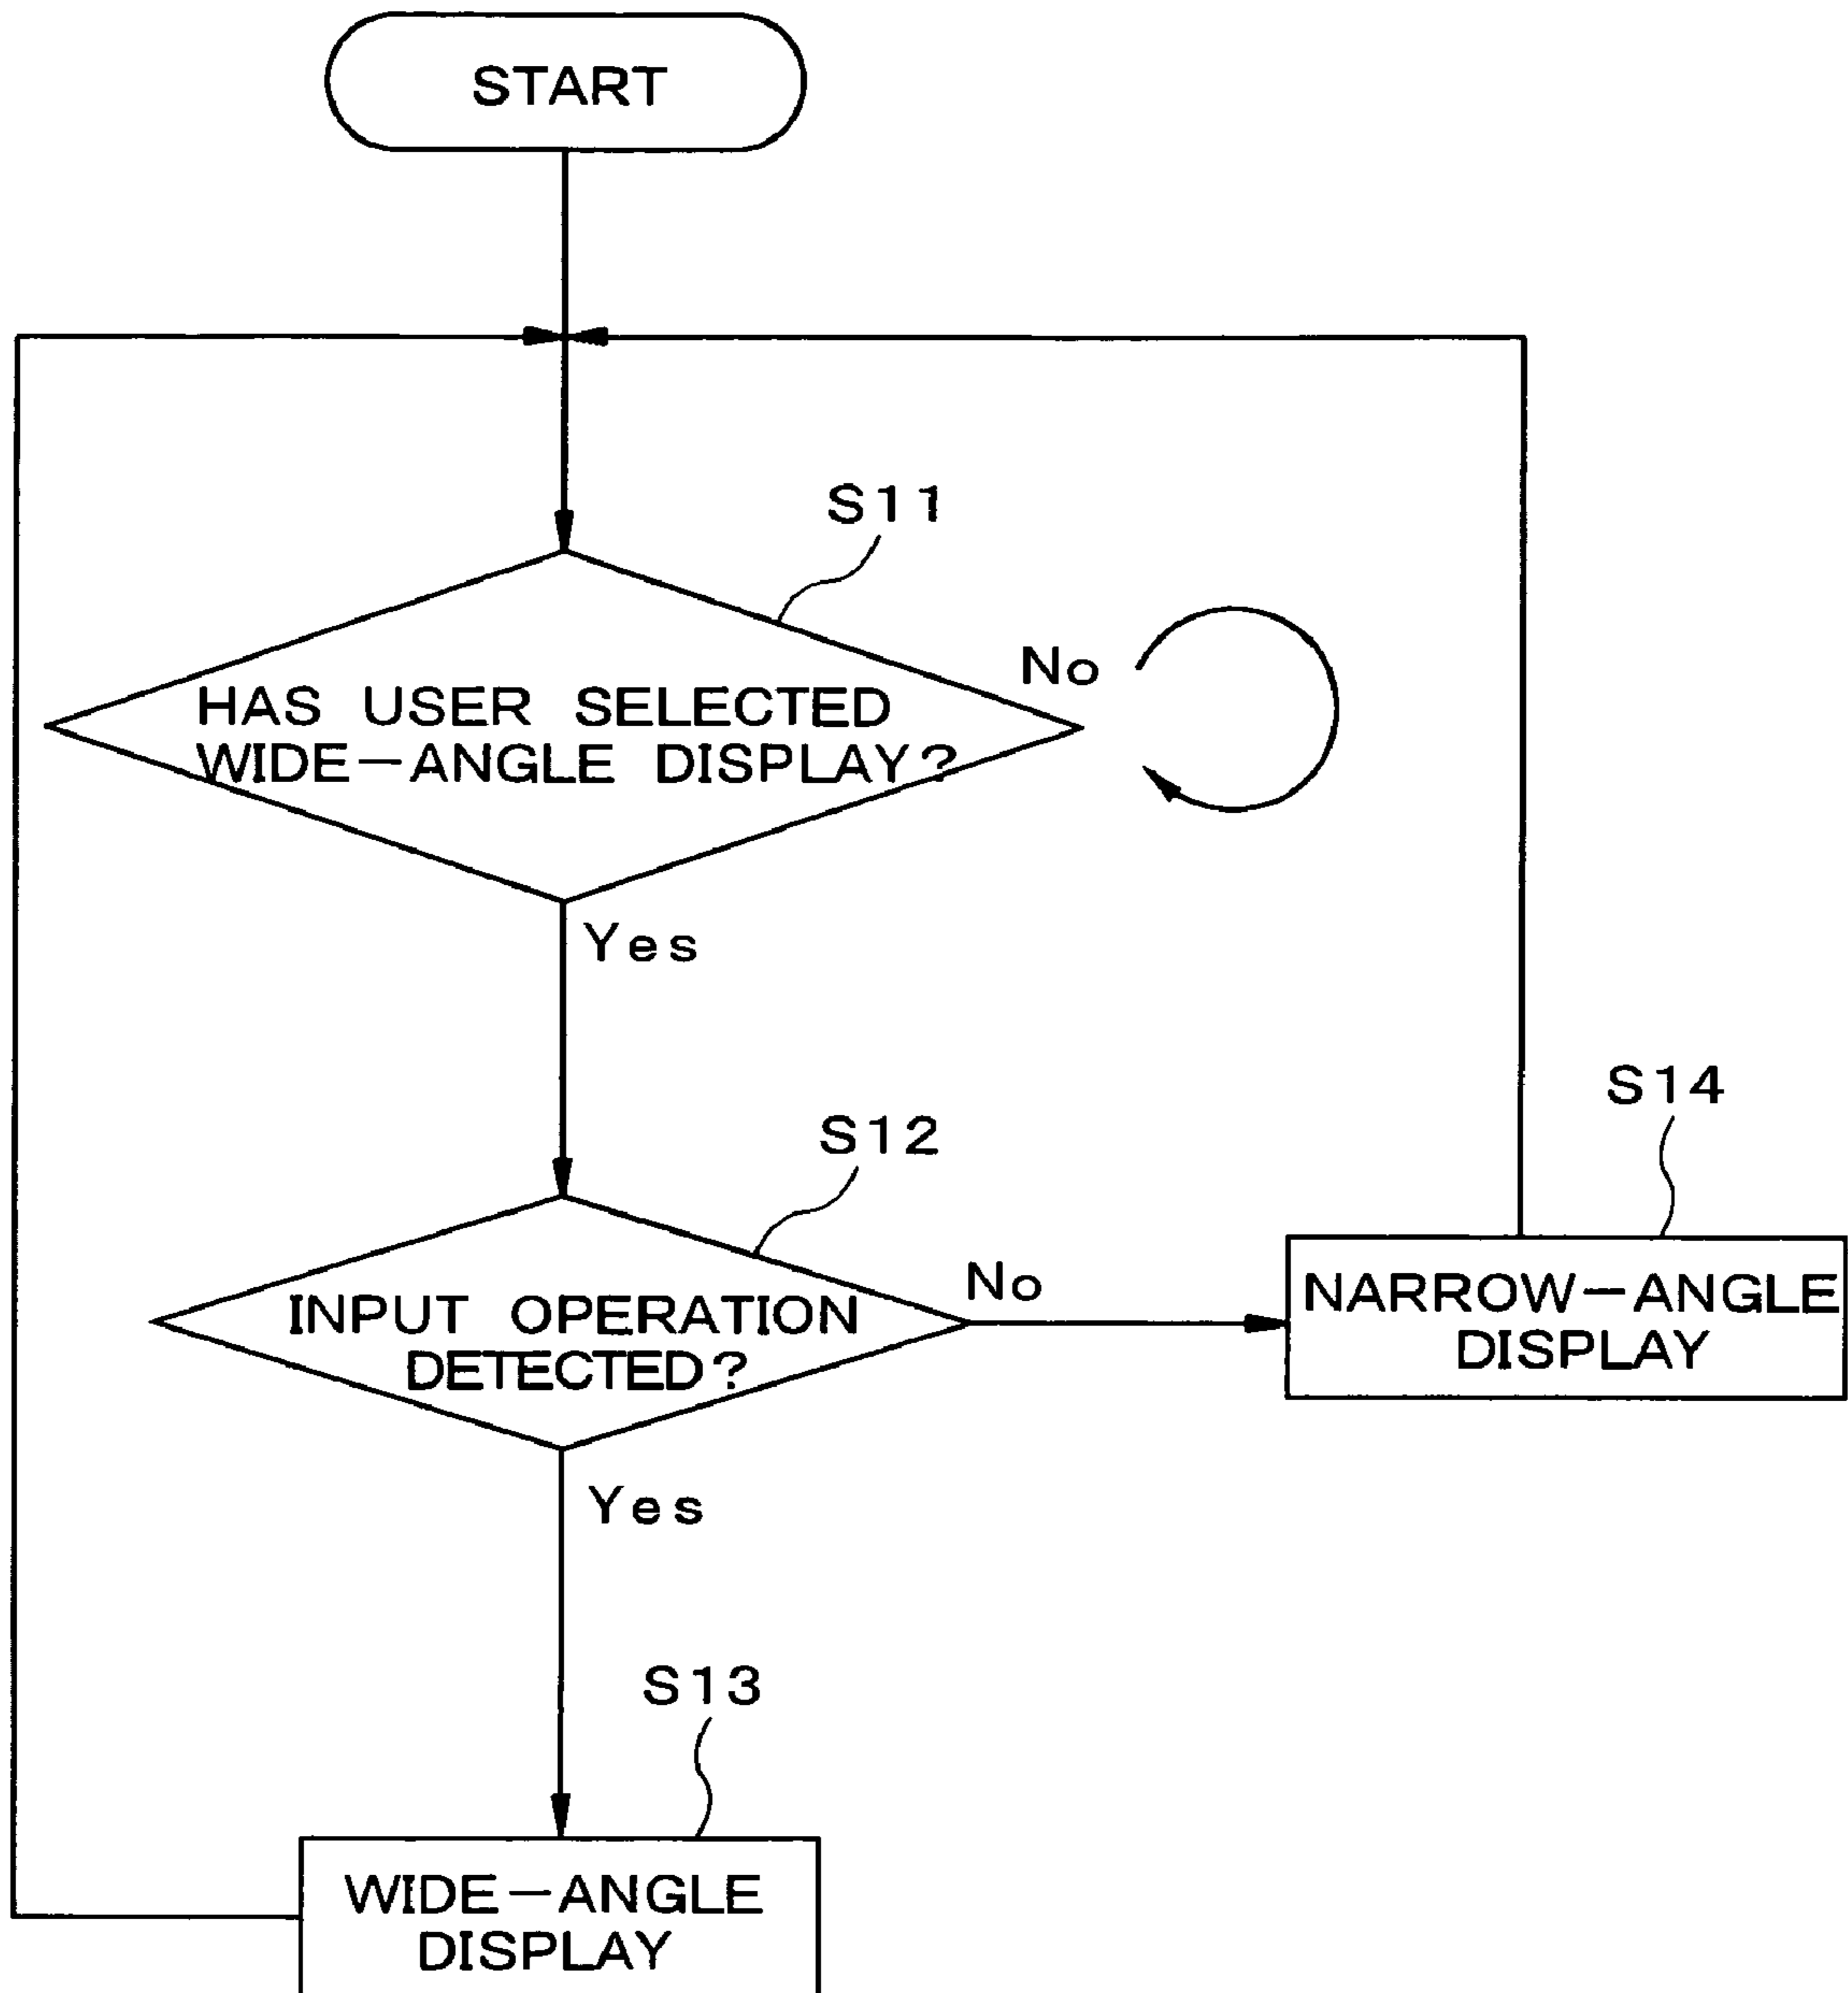 START
S11
No
HAS USER SELECTED
WIDE-ANGLE DISPLAY?
Yes
S14
S12
No
NARROW-ANGLE
DISPLAY
INPUT OPERATION
DETECTED?
Yes
S13
WIDE-ANGLE
DISPLAY